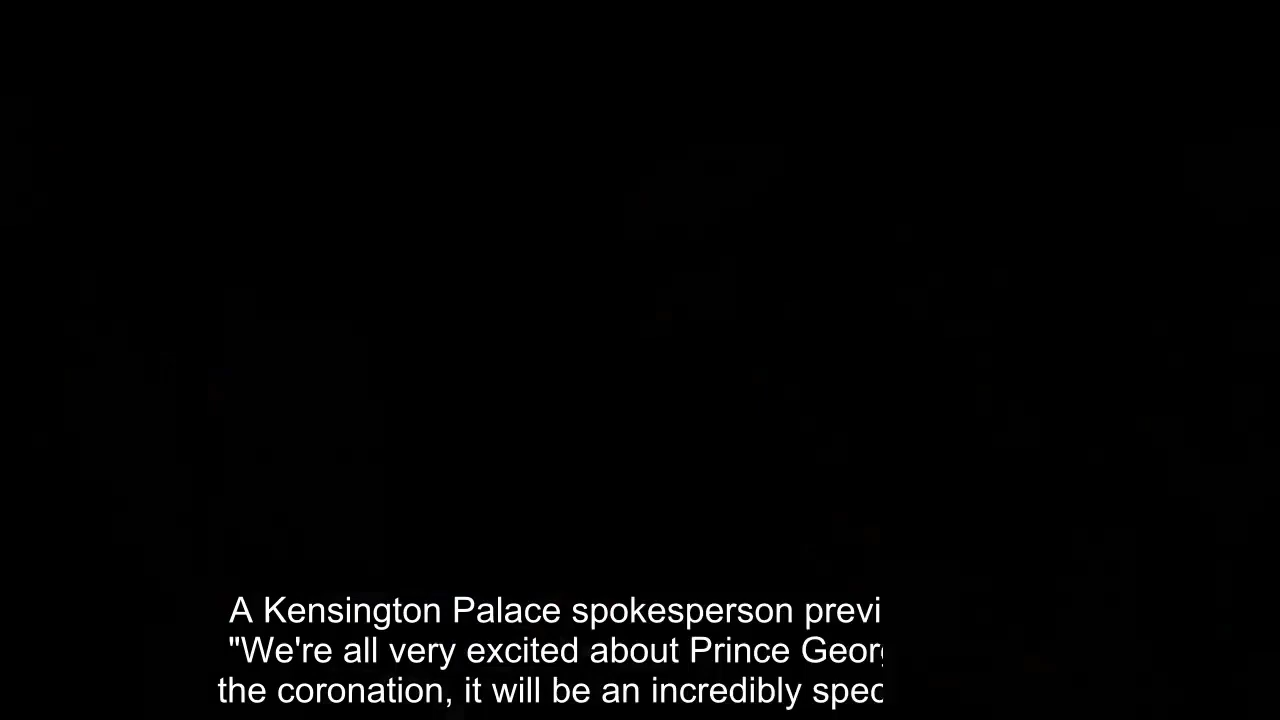 A Kensington Palace spokesperson previ
"We're all very excited about Prince Geor
the coronation, it will be an incredibly spec